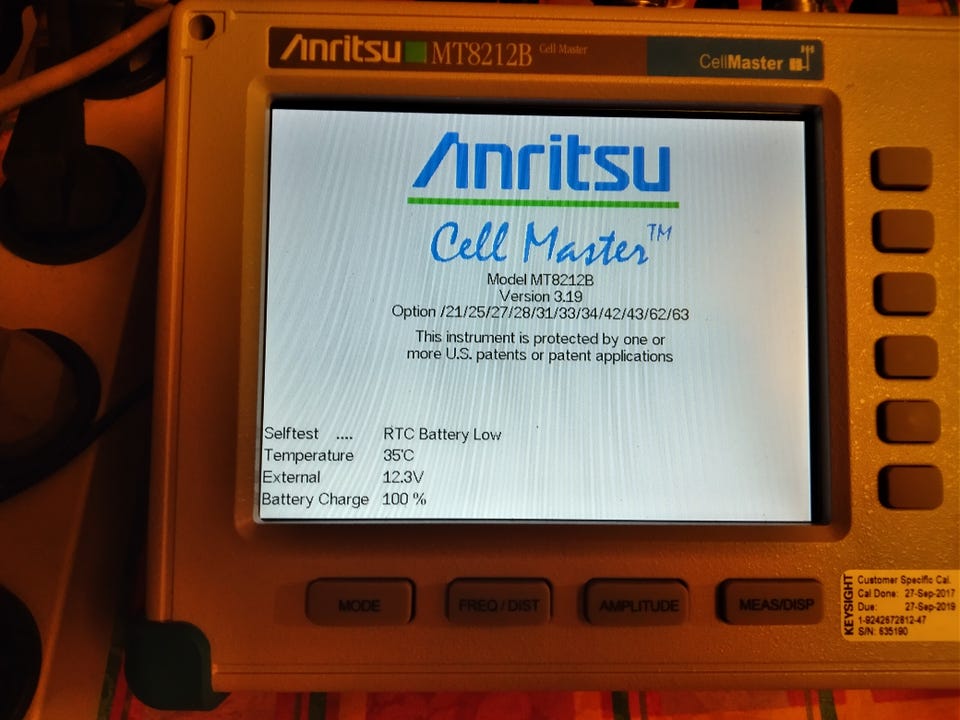 Anritsu MT8212B Cell Master CellMaster
Anritsu
Cell Master™
Model MT8212B
Version 3.19
Option /21/25/27/28/31/33/34/42/43/62/63
This instrument is protected by one or
more U.S. patents or patent applications
Selftest .... RTC Battery Low
Temperature 35'C
External 12.3V
Battery Charge 100 %
MODE FREQ / DIST AMPLITUDE MEAS/DISP
KEYSIGHT
Customer Specific Cal.
Cal Done: 27-Sep-2017
Due: 27-Sep-2019
1-9242672812-47
S/N: 635190